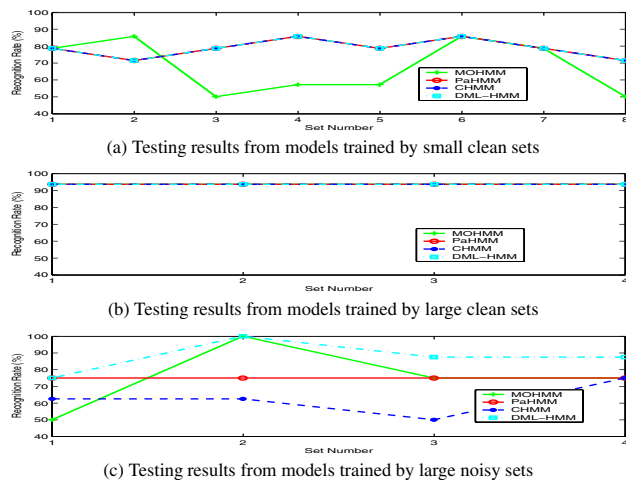 100
90
80
70
60
50
40
Recognition Rate (%)
1 2 3 4 5 6 7 8
Set Number
MOHMM
PaHMM
CHMM
DML-HMM
(a) Testing results from models trained by small clean sets
100
90
80
70
60
50
40
Recognition Rate (%)
1 2 3 4
Set Number
MOHMM
PaHMM
CHMM
DML-HMM
(b) Testing results from models trained by large clean sets
100
90
80
70
60
50
40
Recognition Rate (%)
1 2 3 4
Set Number
MOHMM
PaHMM
CHMM
DML-HMM
(c) Testing results from models trained by large noisy sets